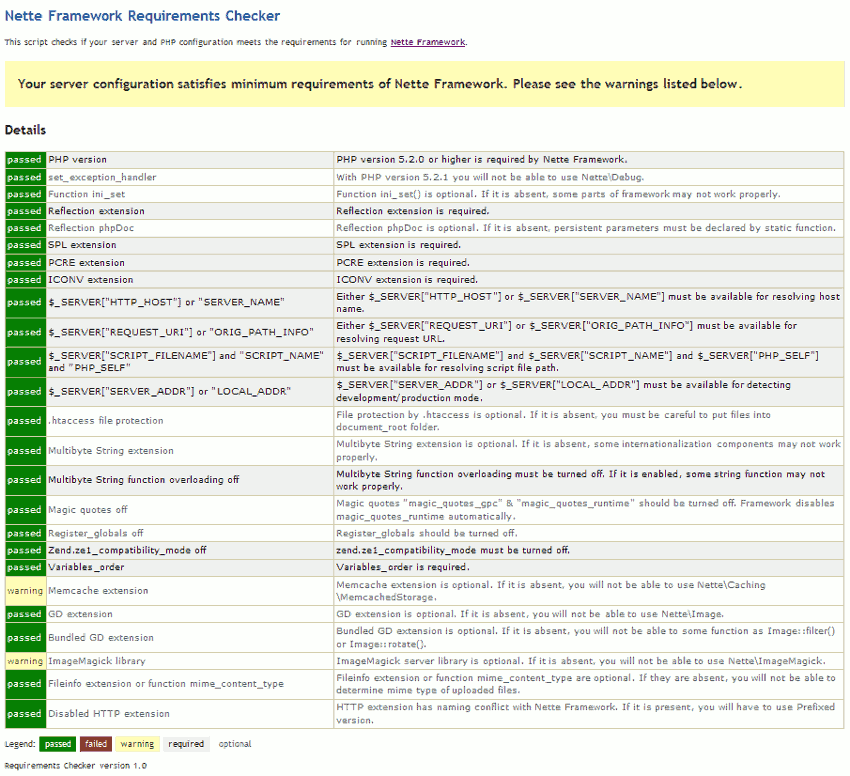 Nette Framework Requirements Checker
This script checks if your server and PHP configuration meets the requirements for running Nette Framework.
Your server configuration satisfies minimum requirements of Nette Framework. Please see the warnings listed below.
Details
passed PHP version PHP version 5.2.0 or higher is required by Nette Framework.
passed set_exception_handler With PHP version 5.2.1 you will not be able to use Nette\Debug.
passed Function ini_set Function ini_set() is optional. If it is absent, some parts of framework may not work properly.
passed Reflection extension Reflection extension is required.
passed Reflection phpDoc Reflection phpDoc is optional. If it is absent, persistent parameters must be declared by static function.
passed SPL extension SPL extension is required.
passed PCRE extension PCRE extension is required.
passed ICONV extension ICONV extension is required.
passed $_SERVER["HTTP_HOST"] or "SERVER_NAME" Either $_SERVER["HTTP_HOST"] or $_SERVER["SERVER_NAME"] must be available for resolving host
name.
passed $_SERVER["REQUEST_URI"] or "ORIG_PATH_INFO" Either $_SERVER["REQUEST_URI"] or $_SERVER["ORIG_PATH_INFO"] must be available for
resolving request URL.
passed $_SERVER["SCRIPT_FILENAME"] and "SCRIPT_NAME"
and "PHP_SELF"
$_SERVER["SCRIPT_FILENAME"] and $_SERVER["SCRIPT_NAME"] and $_SERVER["PHP_SELF"]
must be available for resolving script file path.
passed $_SERVER["SERVER_ADDR"] or "LOCAL_ADDR" $_SERVER["SERVER_ADDR"] or $_SERVER["LOCAL_ADDR"] must be available for detecting
development/production mode.
passed .htaccess file protection File protection by .htaccess is optional. If it is absent, you must be careful to put files into
document_root folder.
passed Multibyte String extension Multibyte String extension is optional. If it is absent, some internationalization components may not work
properly.
passed Multibyte String function overloading off Multibyte String function overloading must be turned off. If it is enabled, some string function may not
work properly.
passed Magic quotes off Magic quotes "magic_quotes_gpc" & "magic_quotes_runtime" should be turned off. Framework disables
magic_quotes_runtime automatically.
passed Register_globals off Register_globals should be turned off.
passed Zend.ze1_compatibility_mode off zend.ze1_compatibility_mode must be turned off.
passed Variables_order Variables_order is required.
warning Memcache extension Memcache extension is optional. If it is absent, you will not be able to use Nette\Caching
\MemcachedStorage.
passed GD extension GD extension is optional. If it is absent, you will not be able to use Nette\Image.
passed Bundled GD extension Bundled GD extension is optional. If it is absent, you will not be able to some function as Image::filter()
or Image::rotate().
warning ImageMagick library ImageMagick server library is optional. If it is absent, you will not be able to use Nette\ImageMagick.
passed Fileinfo extension or function mime_content_type Fileinfo extension or function mime_content_type are optional. If they are absent, you will not be able to
determine mime type of uploaded files.
passed Disabled HTTP extension HTTP extension has naming conflict with Nette Framework. If it is present, you will have to use Prefixed
version.
Legend: passed failed warning required optional
Requirements Checker version 1.0